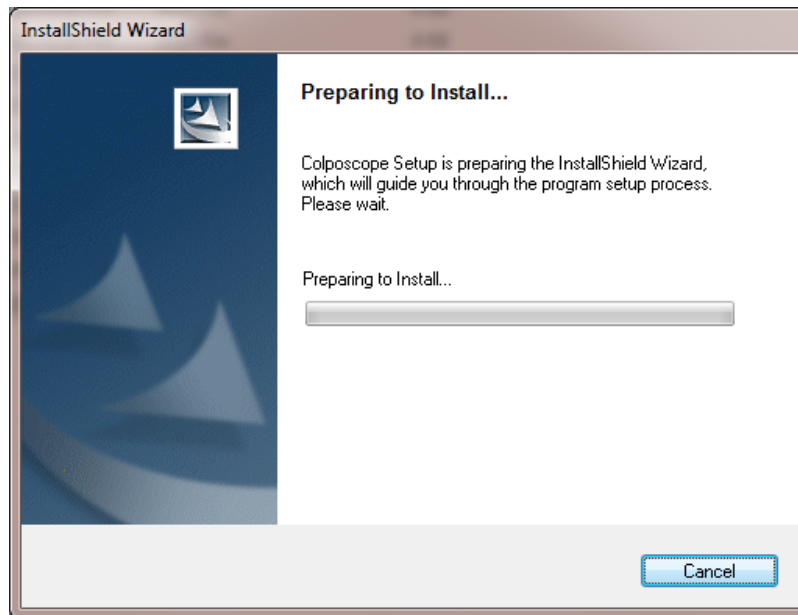 InstallShield Wizard
Preparing to Install...
Colposcope Setup is preparing the InstallShield Wizard,
which will guide you through the program setup process.
Please wait.
Preparing to Install...
Cancel